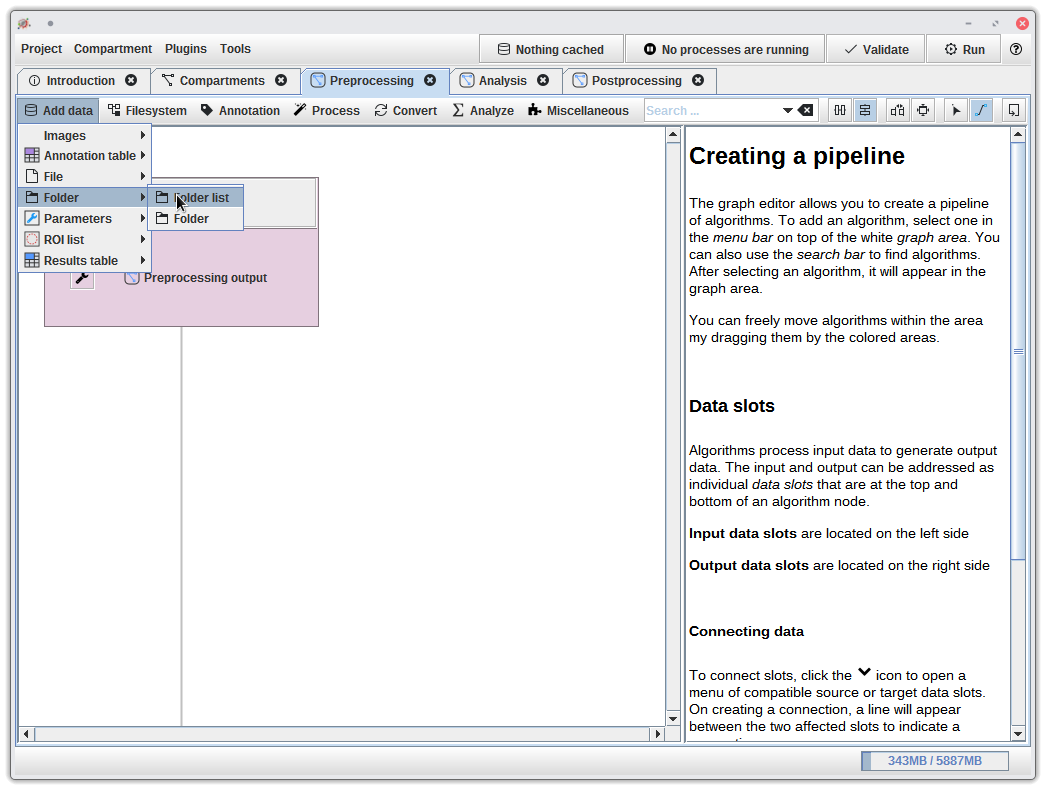 Project Compartment Plugins Tools Nothing cached No processes are running Validate Run
Introduction Compartments Preprocessing Analysis Postprocessing
Add data Filesystem Annotation Process Convert Analyze Miscellaneous Search ...
Images
Annotation table
File
Folder
Parameters
ROI list
Results table
Folder list
Folder
Preprocessing output
Creating a pipeline
The graph editor allows you to create a pipeline
of algorithms. To add an algorithm, select one in
the menu bar on top of the white graph area. You
can also use the search bar to find algorithms.
After selecting an algorithm, it will appear in the
graph area.
You can freely move algorithms within the area
my dragging them by the colored areas.
Data slots
Algorithms process input data to generate output
data. The input and output can be addressed as
individual data slots that are at the top and
bottom of an algorithm node.
Input data slots are located on the left side
Output data slots are located on the right side
Connecting data
To connect slots, click the icon to open a
menu of compatible source or target data slots.
On creating a connection, a line will appear
between the two affected slots to indicate a
343MB / 5887MB